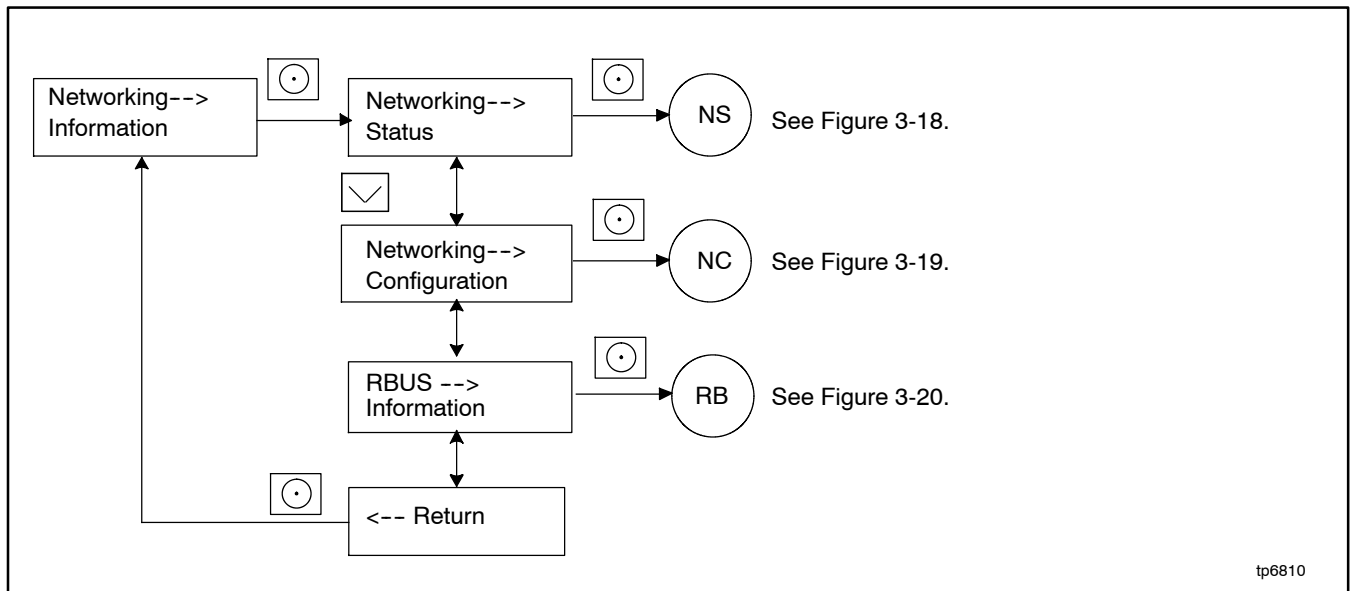 Networking-->
Information
Networking-->
Status
NS
See Figure 3-18.
Networking-->
Configuration
NC
See Figure 3-19.
RBUS -->
Information
RB
See Figure 3-20.
<-- Return
tp6810